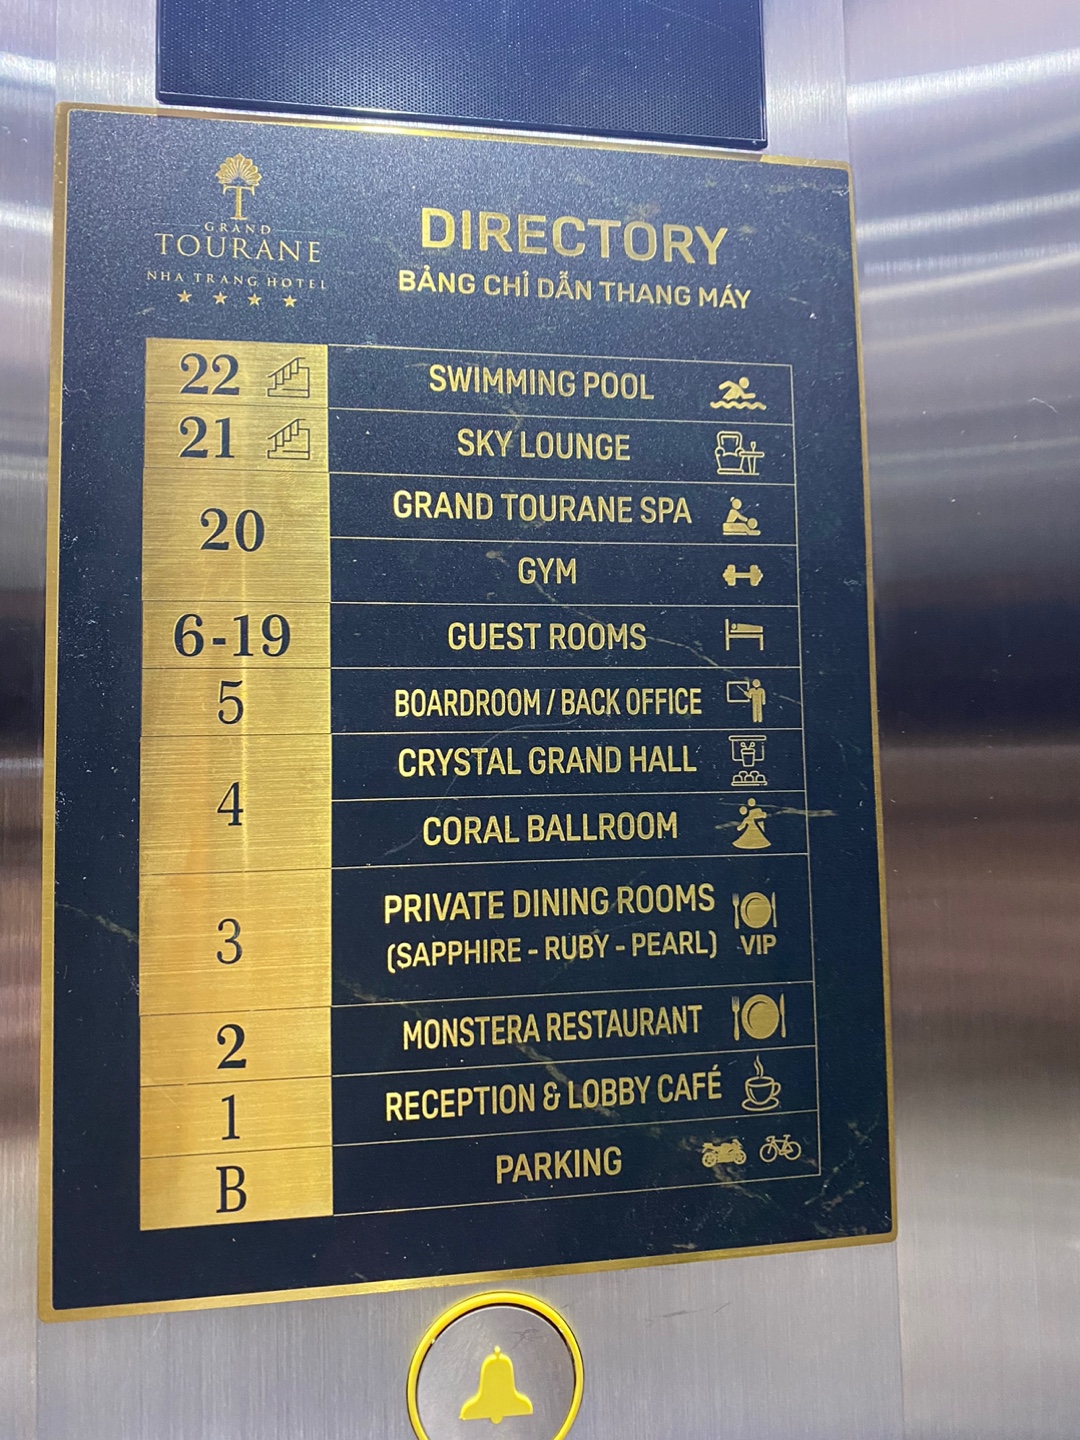 GRAND
TOURANE
NHA TRANG HOTEL
DIRECTORY
BẢNG CHỈ DẪN THANG MÁY
22 SWIMMING POOL
21 SKY LOUNGE
20 GRAND TOURANE SPA
GYM
6-19 GUEST ROOMS
5 BOARDROOM / BACK OFFICE
4 CRYSTAL GRAND HALL
CORAL BALLROOM
3 PRIVATE DINING ROOMS
(SAPPHIRE - RUBY - PEARL) VIP
2 MONSTERA RESTAURANT
1 RECEPTION & LOBBY CAFÉ
B PARKING